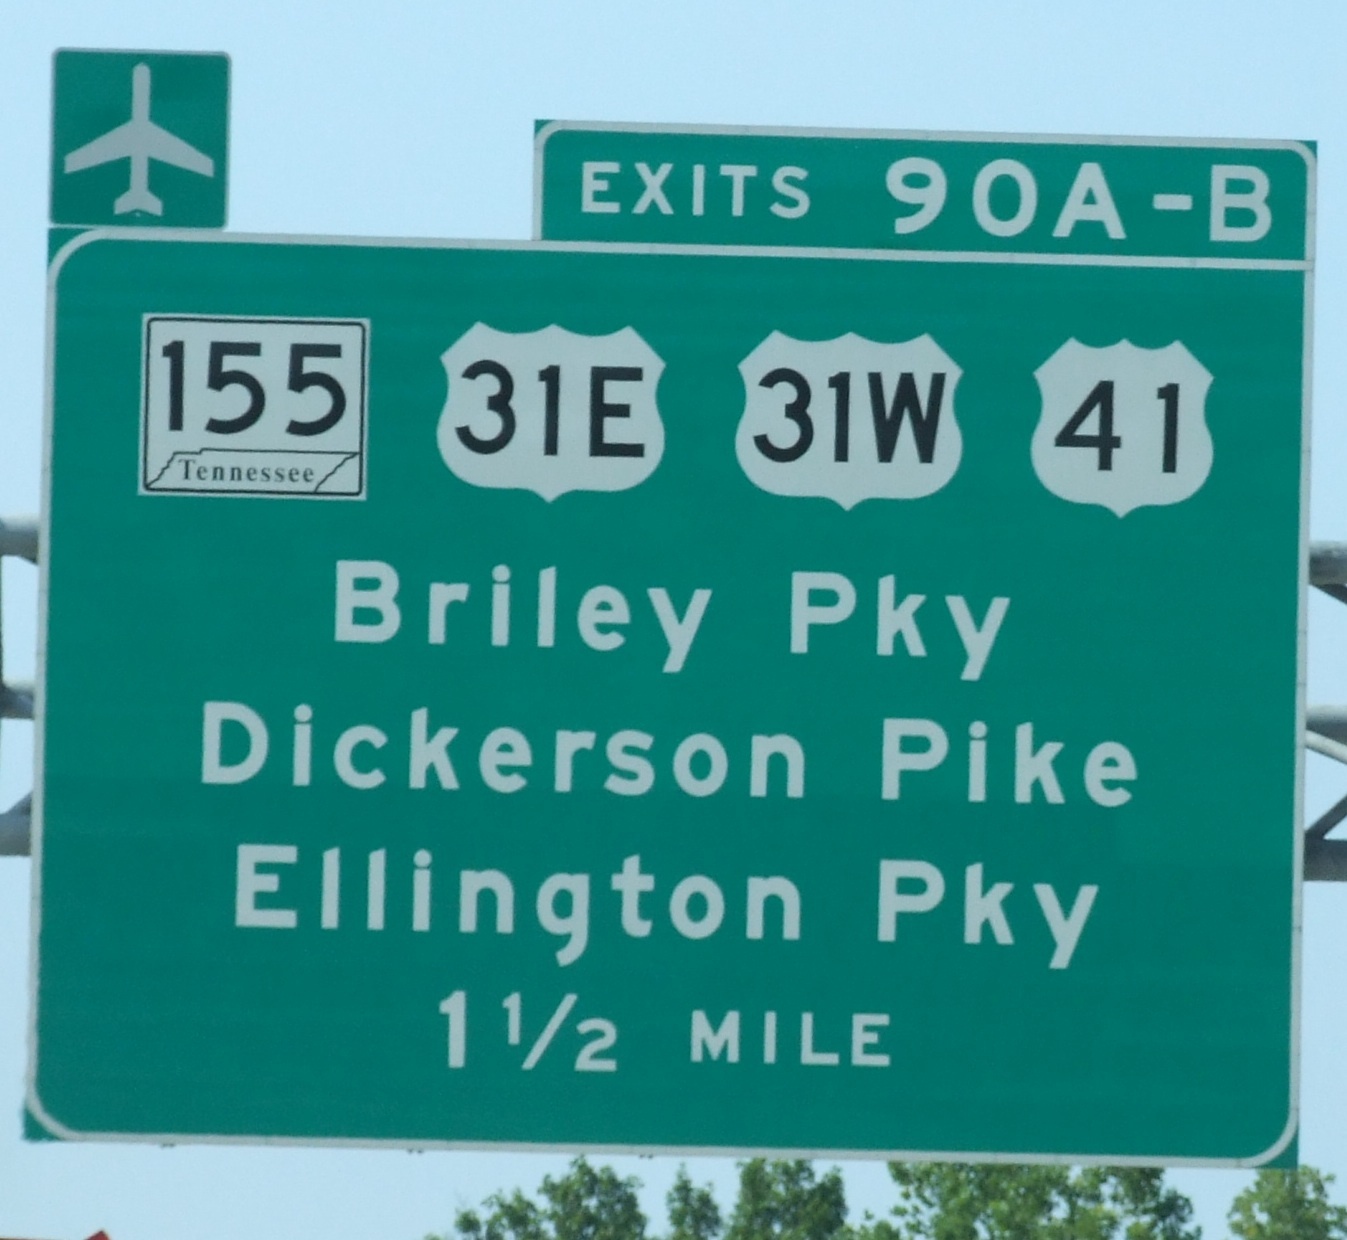 EXITS 90A-B
155 31E 31W 41
Tennessee
Briley Pky
Dickerson Pike
Ellington Pky
1 1/2 MILE